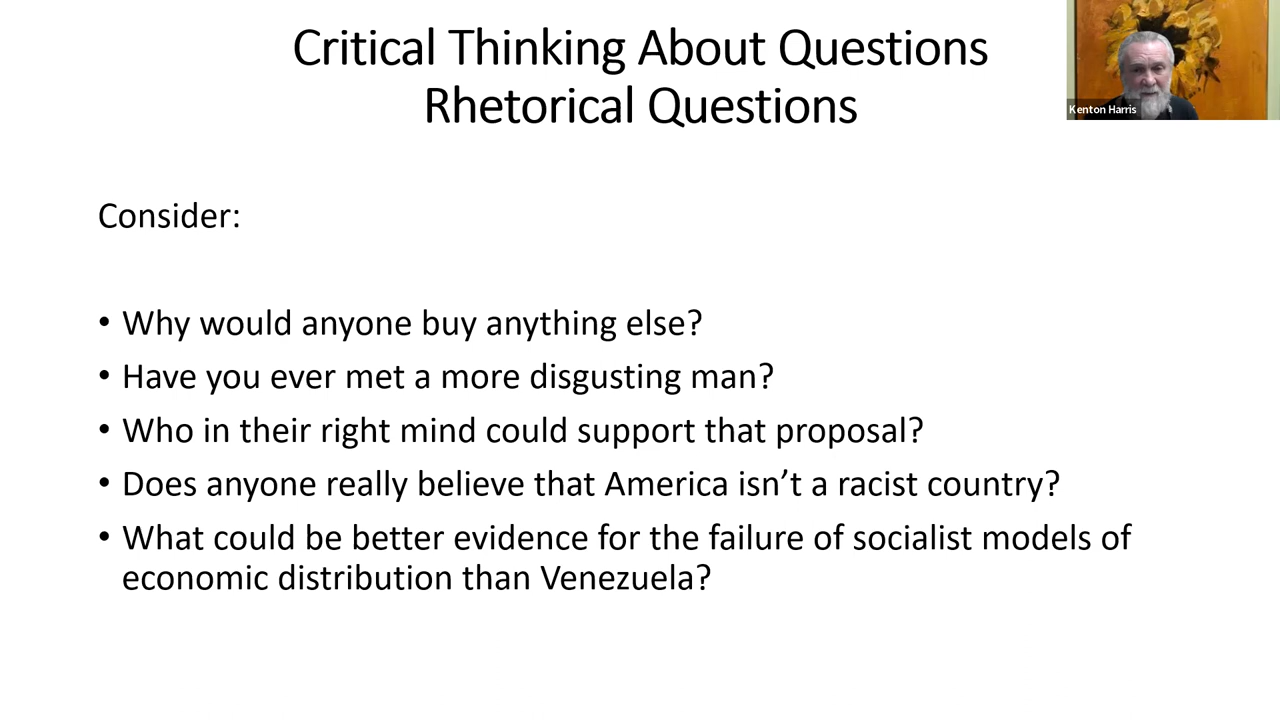 Critical Thinking About Questions
Rhetorical Questions
Kenton Harris
Consider:
• Why would anyone buy anything else?
• Have you ever met a more disgusting man?
• Who in their right mind could support that proposal?
• Does anyone really believe that America isn’t a racist country?
• What could be better evidence for the failure of socialist models of
economic distribution than Venezuela?